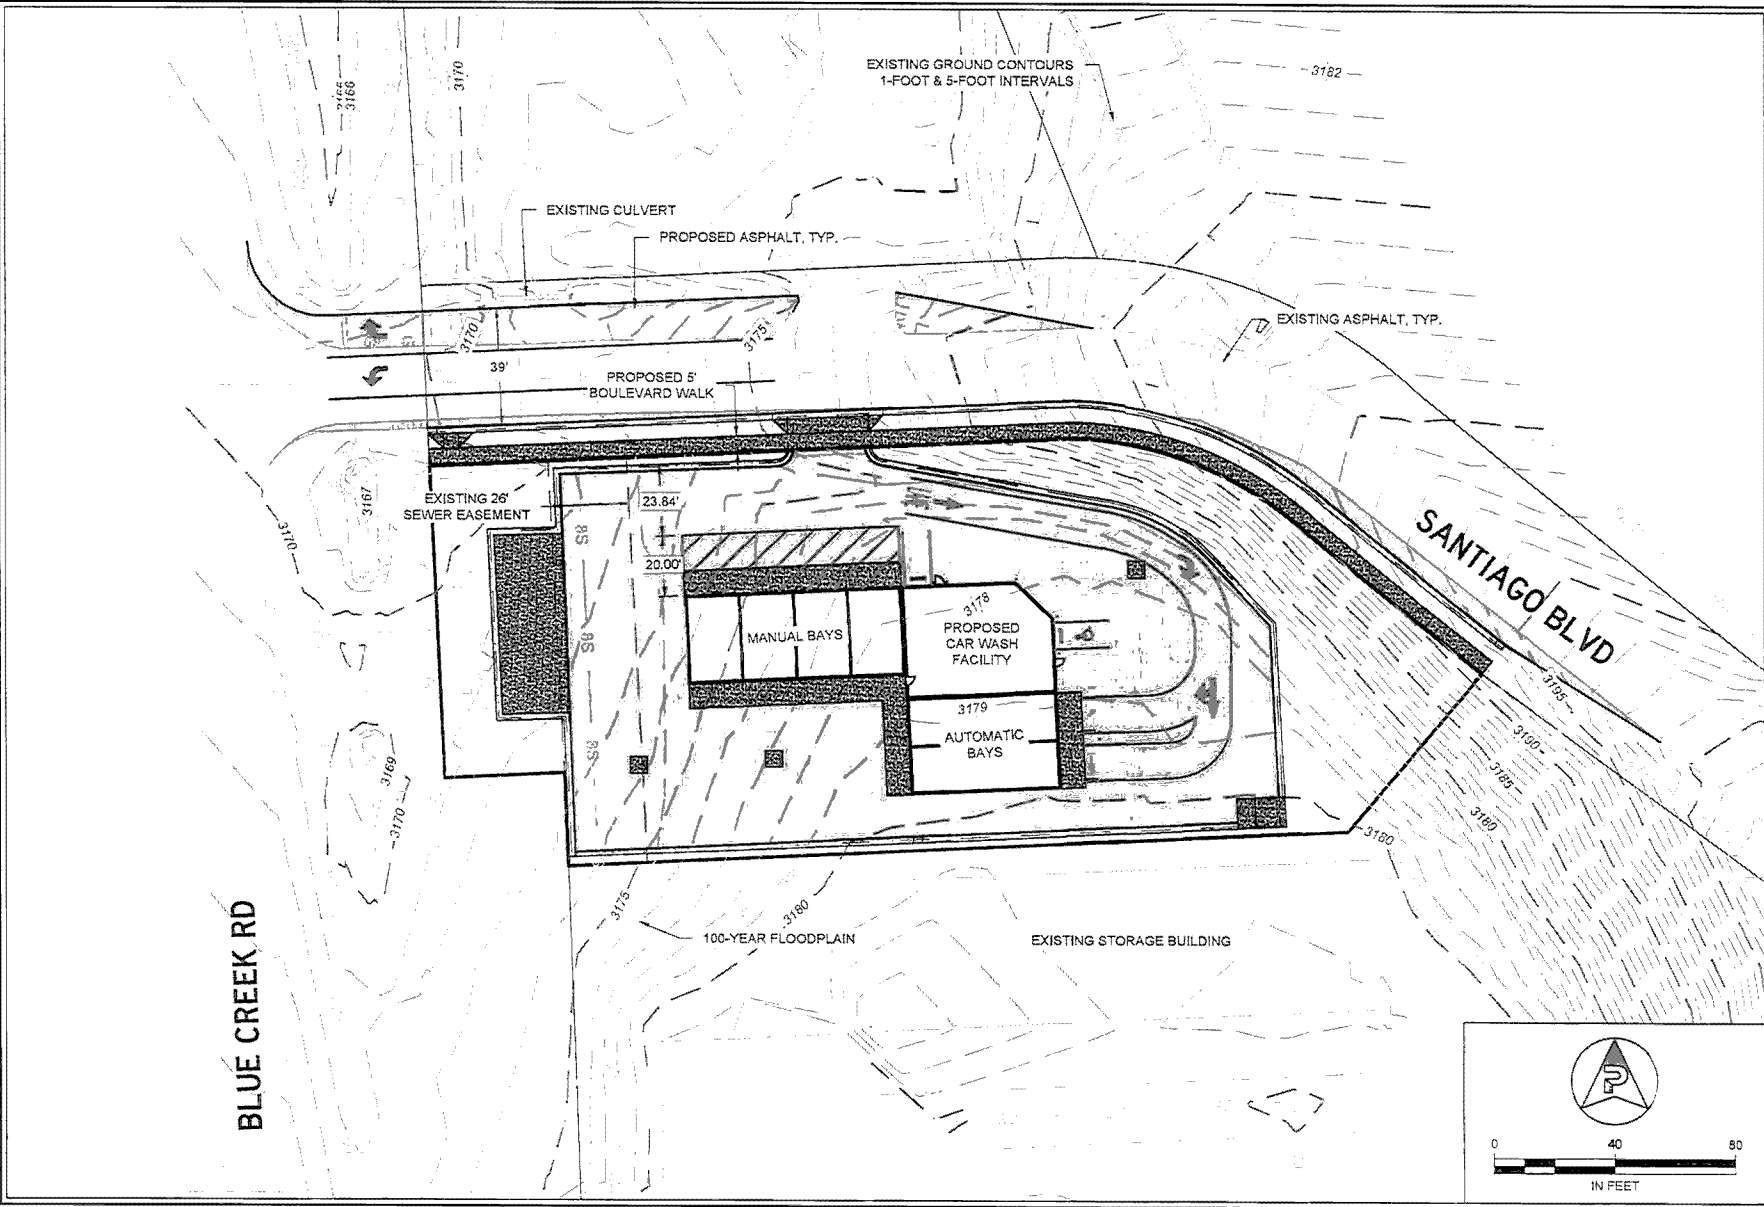 EXISTING GROUND CONTOURS
1-FOOT & 5-FOOT INTERVALS
3182
3166
3170
EXISTING CULVERT
PROPOSED ASPHALT, TYP.
EXISTING ASPHALT, TYP.
3170
3175
39'
PROPOSED 5'
BOULEVARD WALK
3167
3170
EXISTING 26'
SEWER EASEMENT
23.84'
20.00'
8S
8S
8S
MANUAL BAYS
3178
PROPOSED
CAR WASH
FACILITY
3179
AUTOMATIC
BAYS
SANTIAGO BLVD
3195
3190
3185
3180
3180
3169
3170
3175
3180
100-YEAR FLOODPLAIN
EXISTING STORAGE BUILDING
BLUE CREEK RD
P
0 40 80
IN FEET